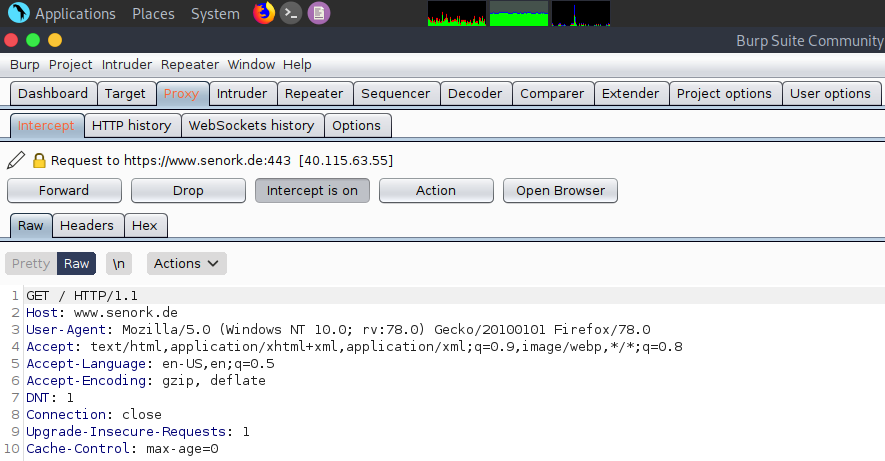 Applications Places System
Burp Suite Community
Burp Project Intruder Repeater Window Help
Dashboard Target Proxy Intruder Repeater Sequencer Decoder Comparer Extender Project options User options
Intercept HTTP history WebSockets history Options
Request to https://www.senork.de:443 [40.115.63.55]
Forward Drop Intercept is on Action Open Browser
Raw Headers Hex
Pretty Raw \n Actions
1 GET / HTTP/1.1
2 Host: www.senork.de
3 User-Agent: Mozilla/5.0 (Windows NT 10.0; rv:78.0) Gecko/20100101 Firefox/78.0
4 Accept: text/html,application/xhtml+xml,application/xml;q=0.9,image/webp,*/*;q=0.8
5 Accept-Language: en-US,en;q=0.5
6 Accept-Encoding: gzip, deflate
7 DNT: 1
8 Connection: close
9 Upgrade-Insecure-Requests: 1
10 Cache-Control: max-age=0